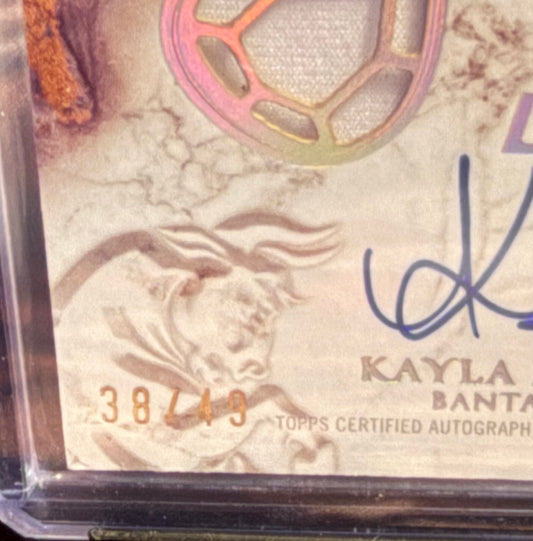 KAYLA
BANTA
38/49
TOPPS CERTIFIED AUTOGRAPH